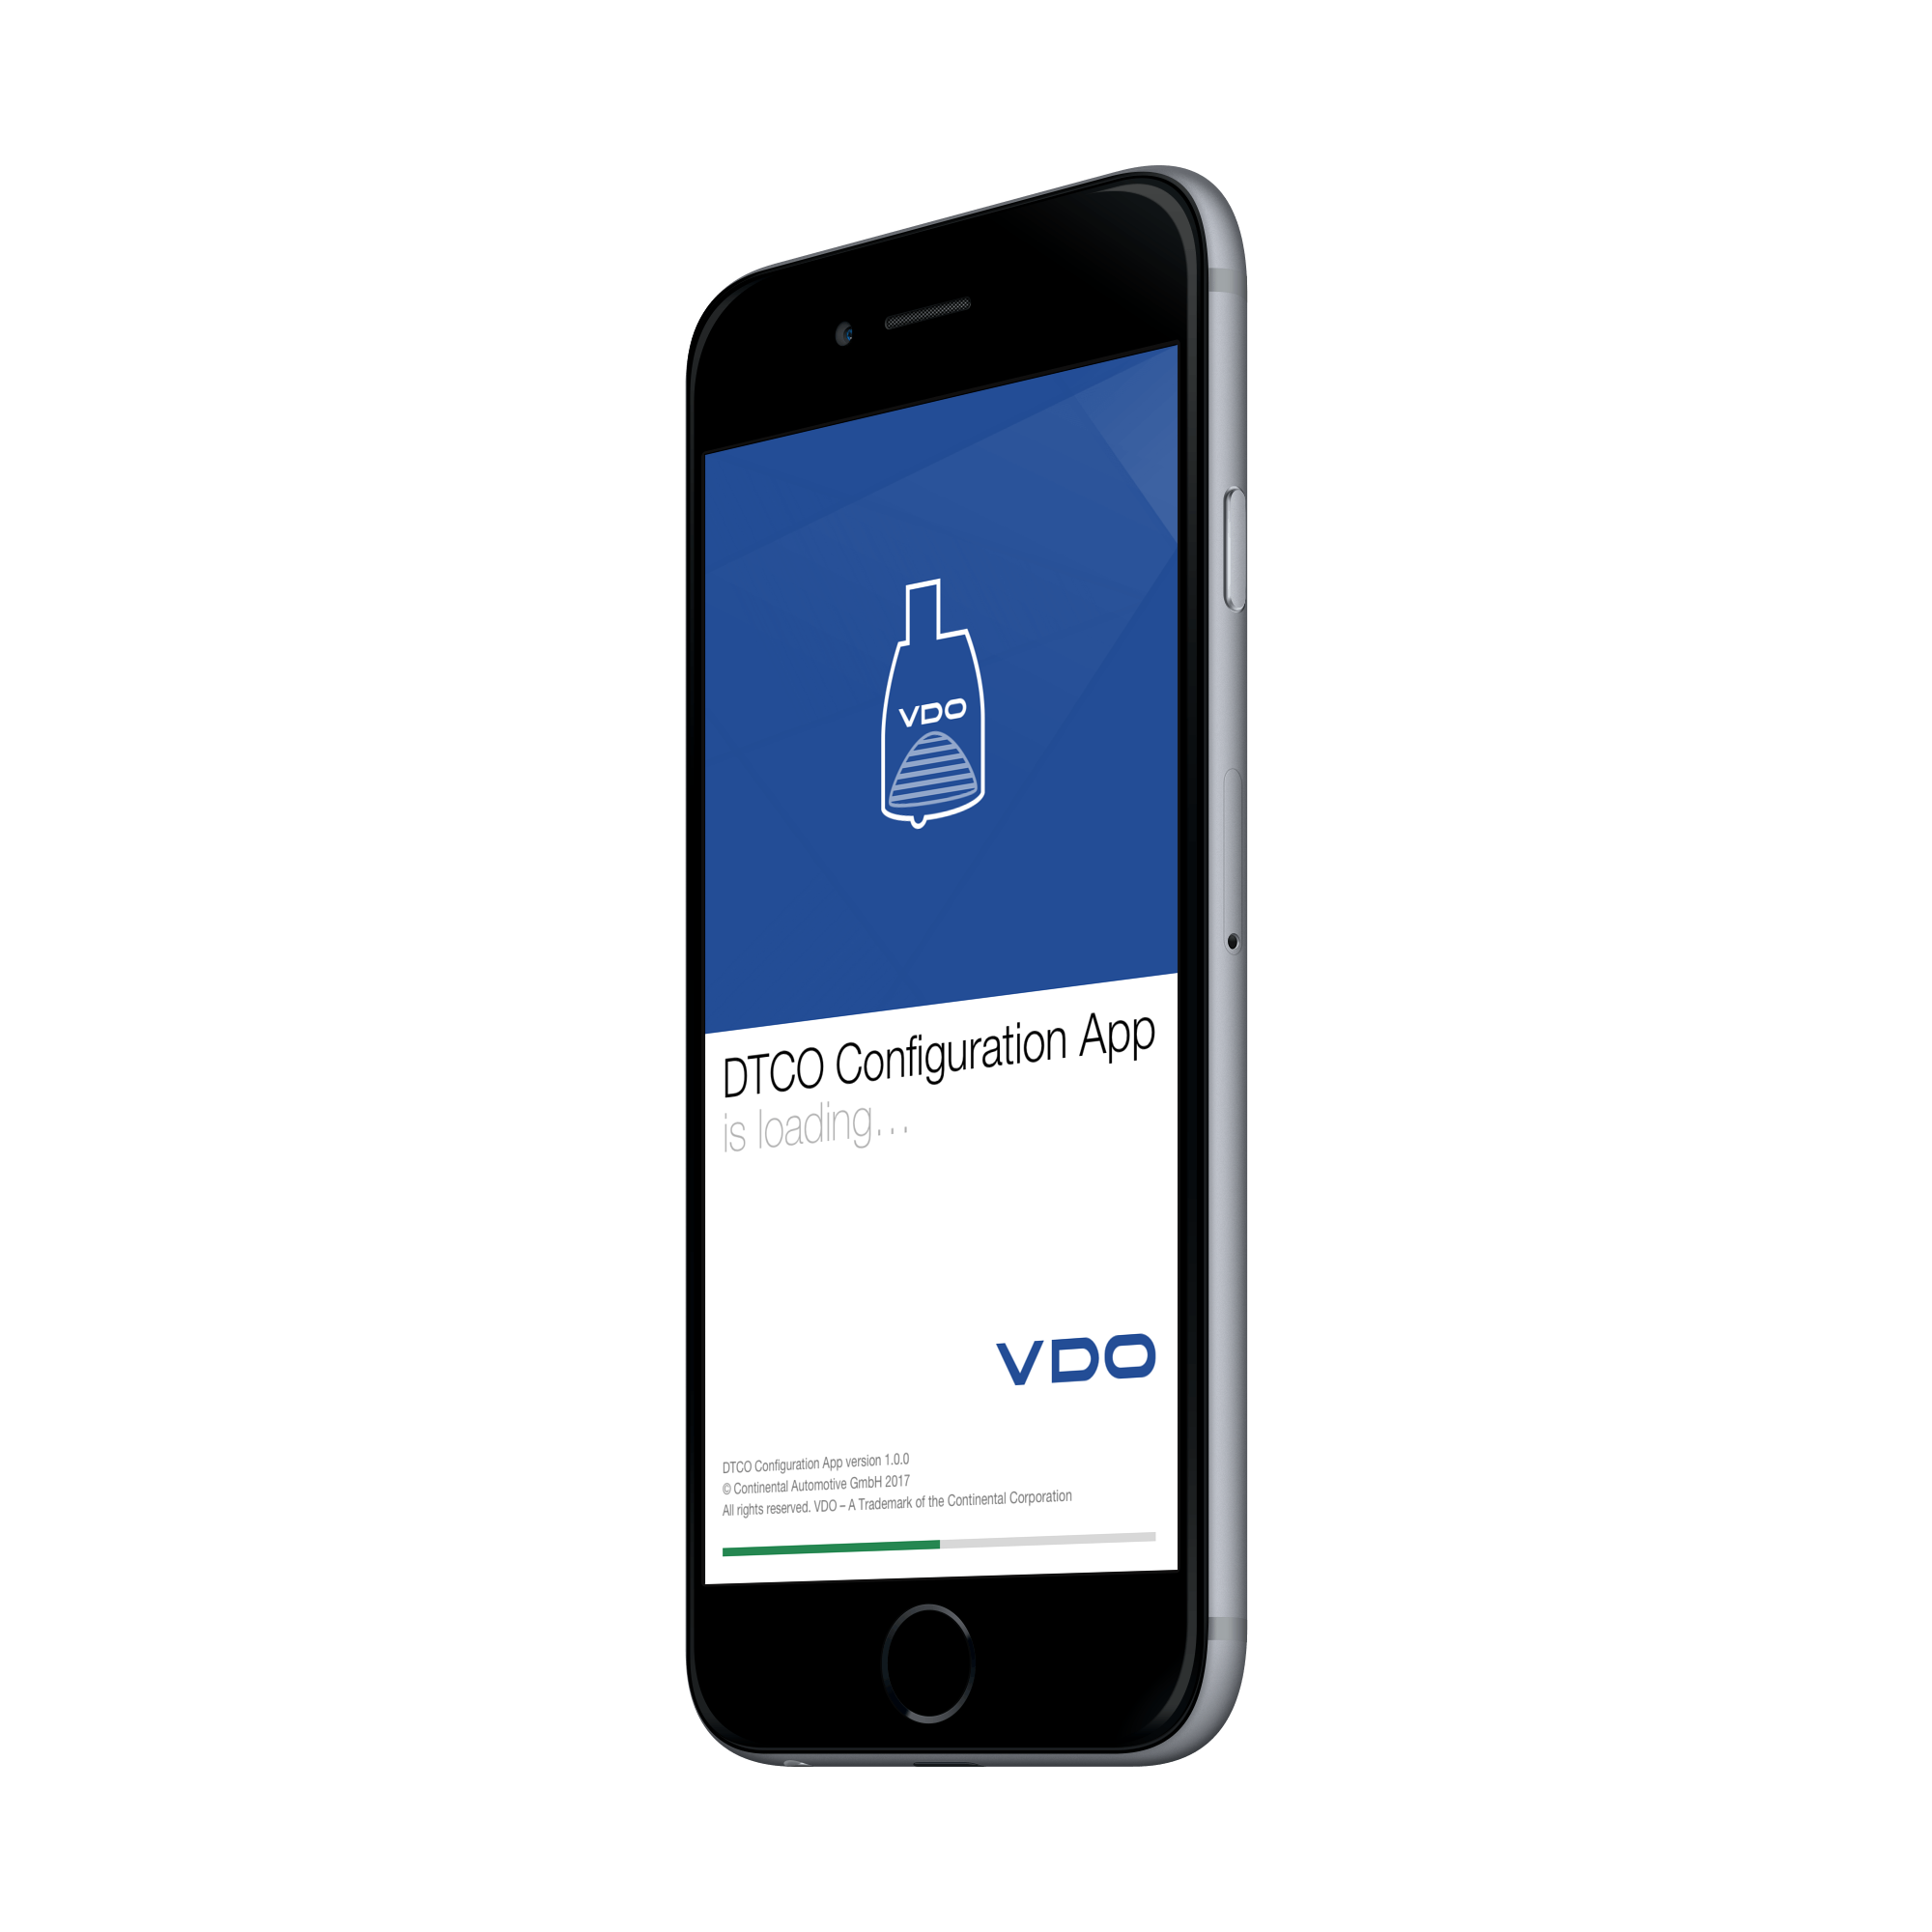 VDO
DTCO Configuration App
is loading...
VDO
DTCO Configuration App version 1.0.0
© Continental Automotive GmbH 2017
All rights reserved. VDO – A Trademark of the Continental Corporation